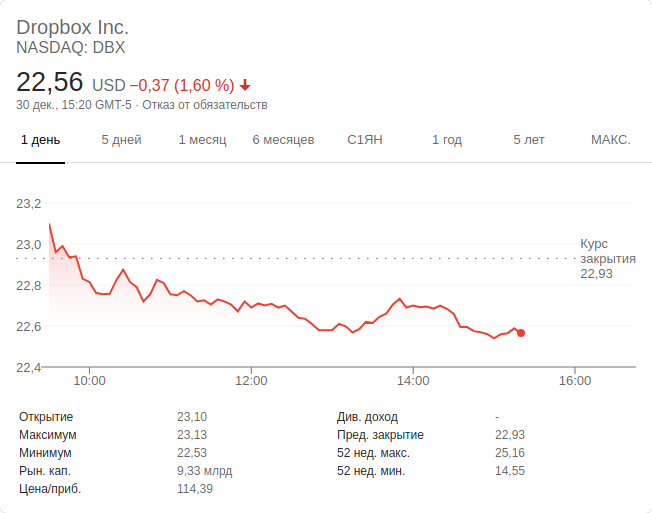 Dropbox Inc.
NASDAQ: DBX
22,56 USD −0,37 (1,60 %)
30 дек., 15:20 GMT-5 · Отказ от обязательств
1 день 5 дней 1 месяц 6 месяцев С1ЯН 1 год 5 лет МАКС.
23,2
23,0
22,8
22,6
22,4
Курс
закрытия
22,93
10:00 12:00 14:00 16:00
Открытие 23,10 Див. доход -
Максимум 23,13 Пред. закрытие 22,93
Минимум 22,53 52 нед. макс. 25,16
Рын. кап. 9,33 млрд 52 нед. мин. 14,55
Цена/приб. 114,39